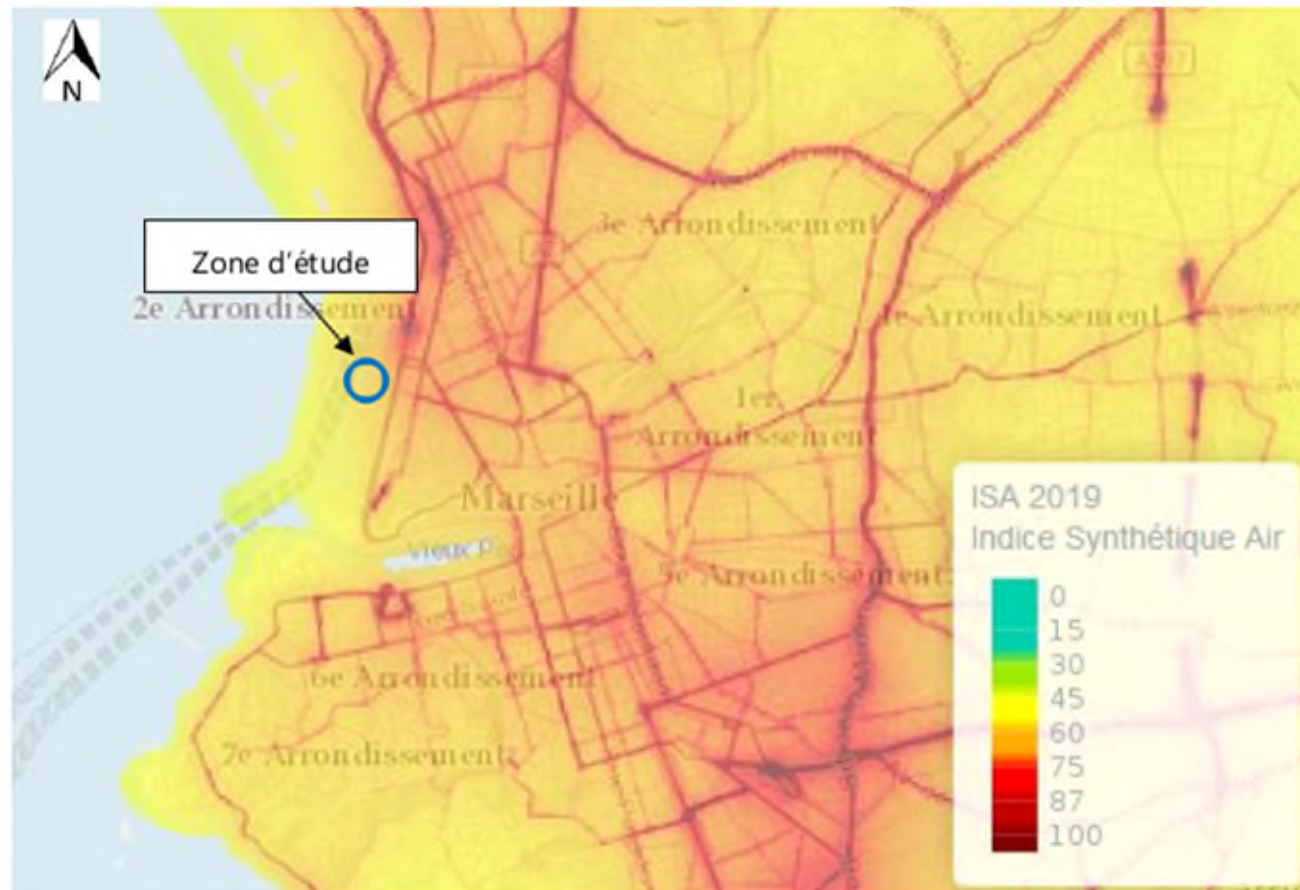 N
Zone d'étude
2e Arrondissement
3e Arrondissement
Arrondissement
1er
Arrondissement
Marseille
Vieux
5e Arrondissement
6e Arrondissement
7e Arrondissement
ISA 2019
Indice Synthétique Air
0
15
30
45
60
75
87
100